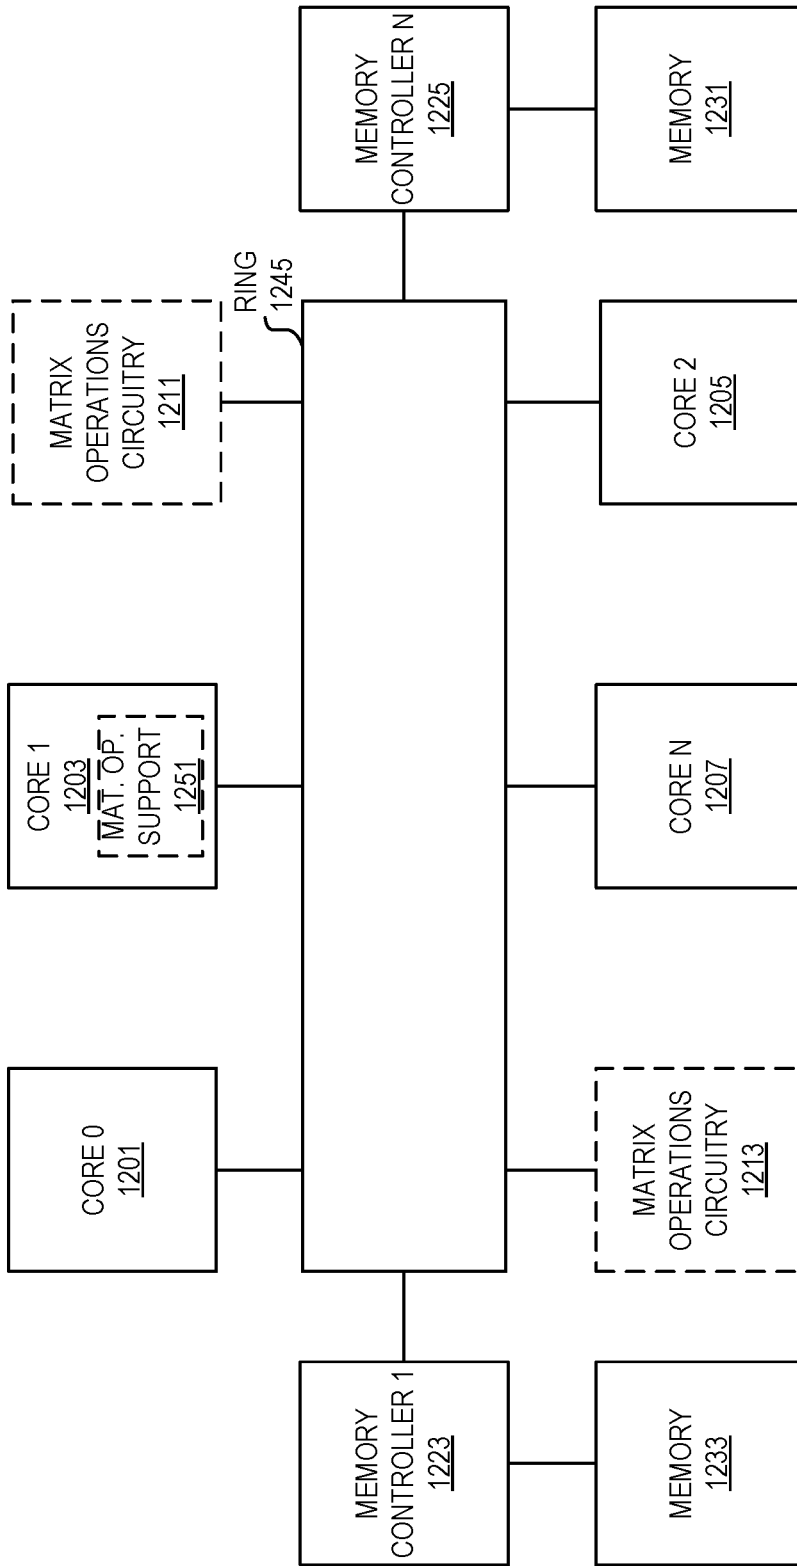 CORE 0
1201
CORE 1
1203
MAT. OP.
SUPPORT
1251
MATRIX
OPERATIONS
CIRCUITRY
1211
RING
1245
MEMORY
CONTROLLER 1
1223
MEMORY
CONTROLLER N
1225
MEMORY
1233
MATRIX
OPERATIONS
CIRCUITRY
1213
CORE N
1207
CORE 2
1205
MEMORY
1231